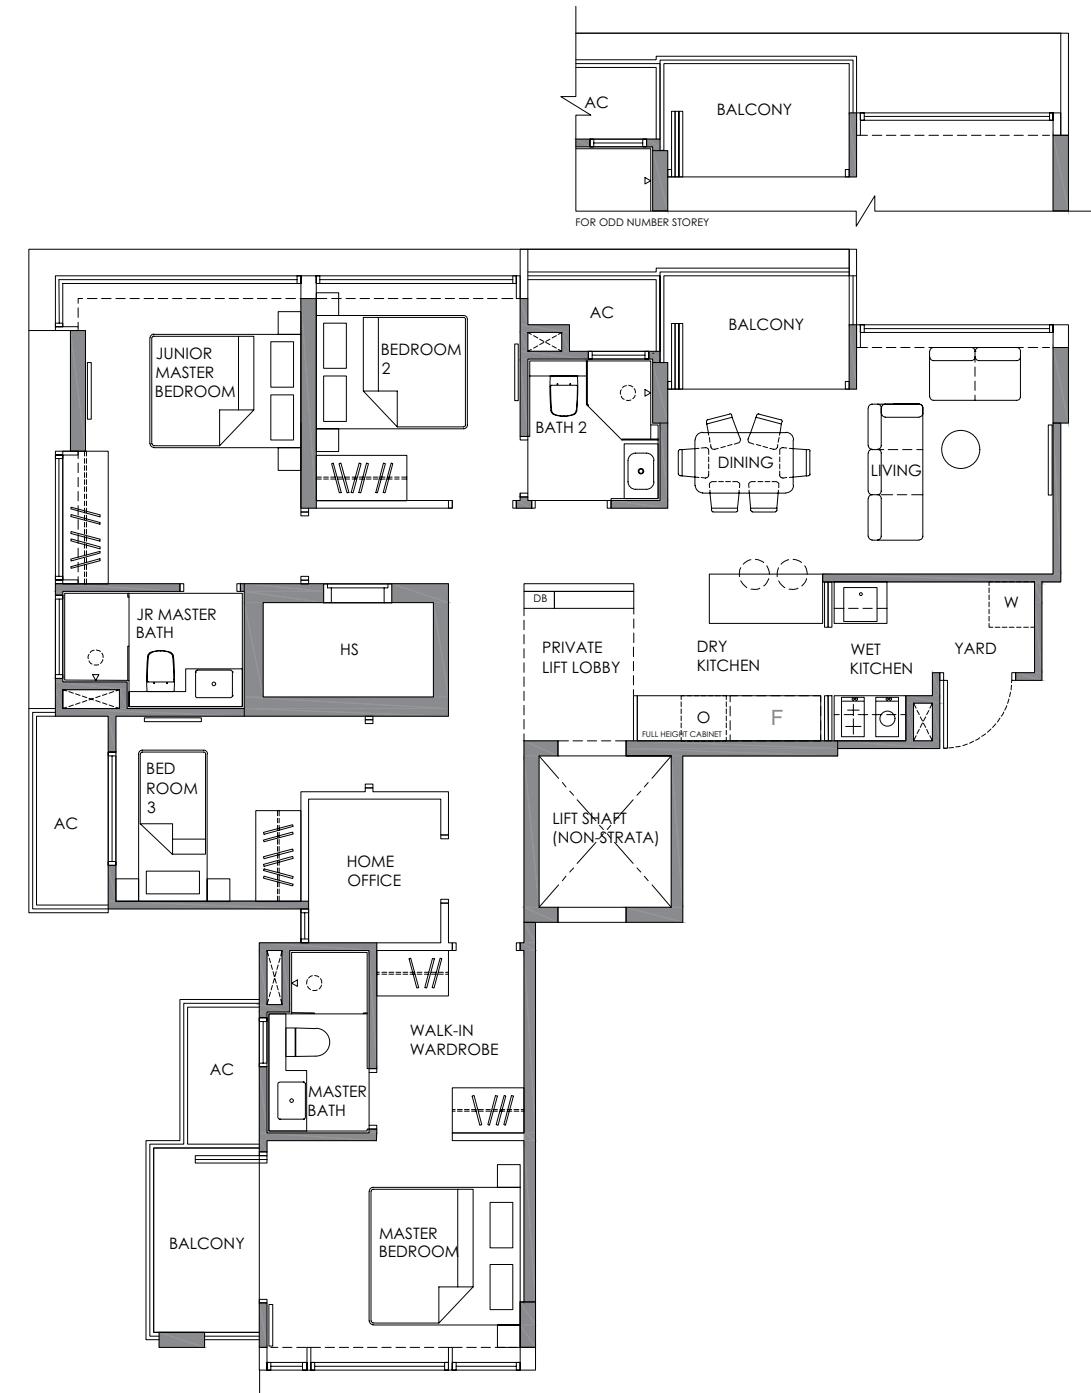 AC
BALCONY
FOR ODD NUMBER STOREY
AC
BALCONY
JUNIOR
MASTER
BEDROOM
BEDROOM
2
BATH 2
DINING
LIVING
DB
W
JR MASTER
BATH
HS
PRIVATE
LIFT LOBBY
DRY
KITCHEN
WET
KITCHEN
YARD
F
FULL HEIGHT CABINET
BED
ROOM
3
AC
LIFT SHAFT
(NON-STRATA)
HOME
OFFICE
WALK-IN
WARDROBE
AC
MASTER
BATH
BALCONY
MASTER
BEDROOM